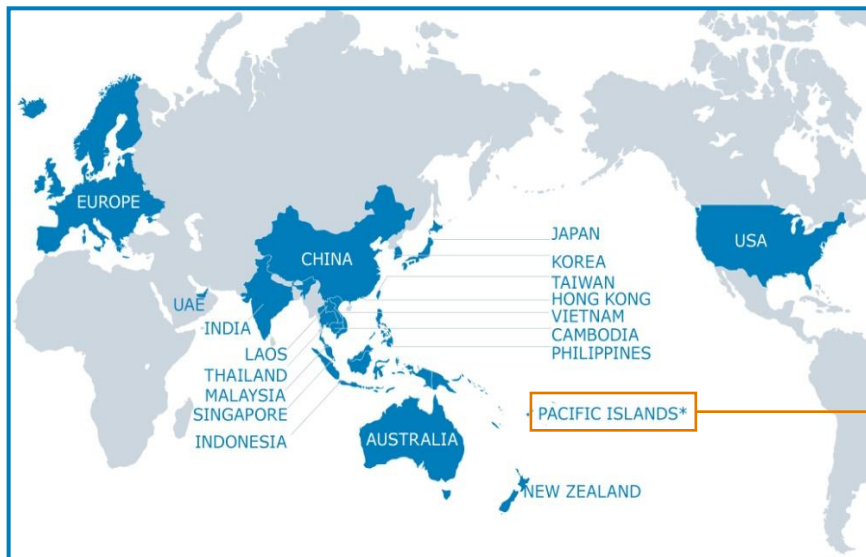 EUROPE
CHINA
UAE
INDIA
LAOS
THAILAND
MALAYSIA
SINGAPORE
INDONESIA
JAPAN
KOREA
TAIWAN
HONG KONG
VIETNAM
CAMBODIA
PHILIPPINES
USA
PACIFIC ISLANDS*
AUSTRALIA
NEW ZEALAND